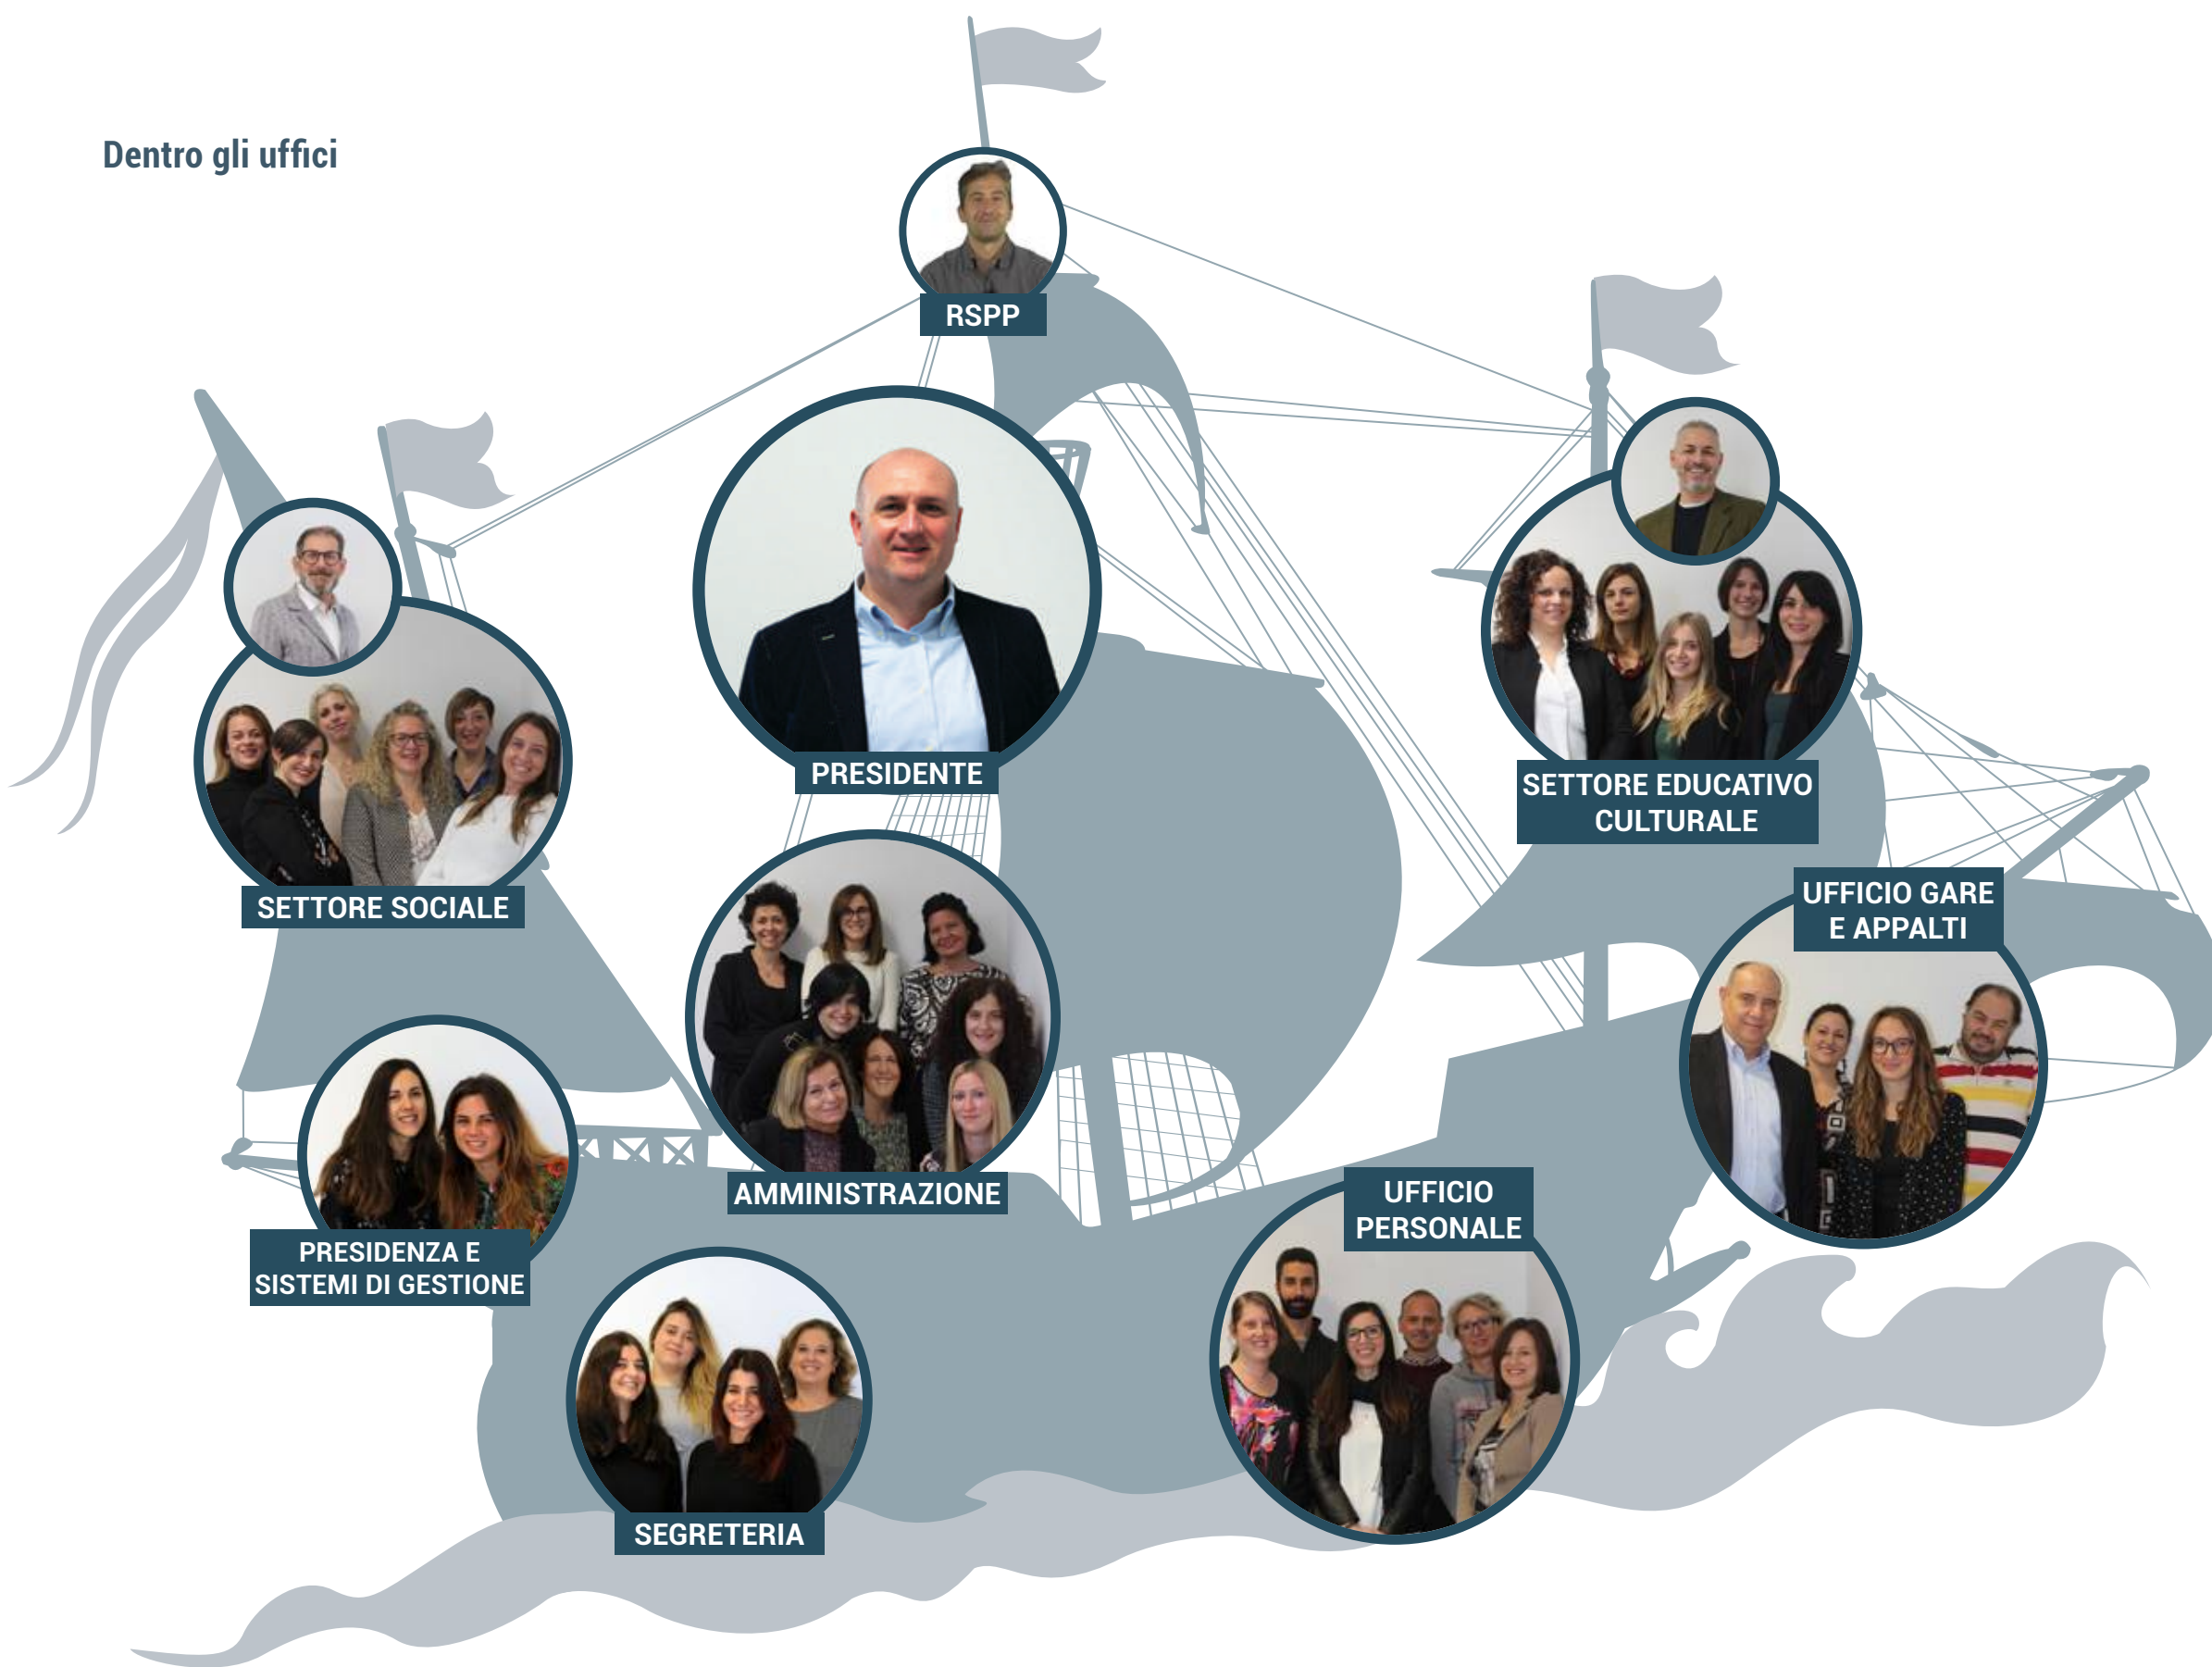 Dentro gli uffici
RSPP
PRESIDENTE
SETTORE EDUCATIVO
CULTURALE
UFFICIO GARE
E APPALTI
SETTORE SOCIALE
AMMINISTRAZIONE
UFFICIO
PERSONALE
PRESIDENZA E
SISTEMI DI GESTIONE
SEGRETERIA